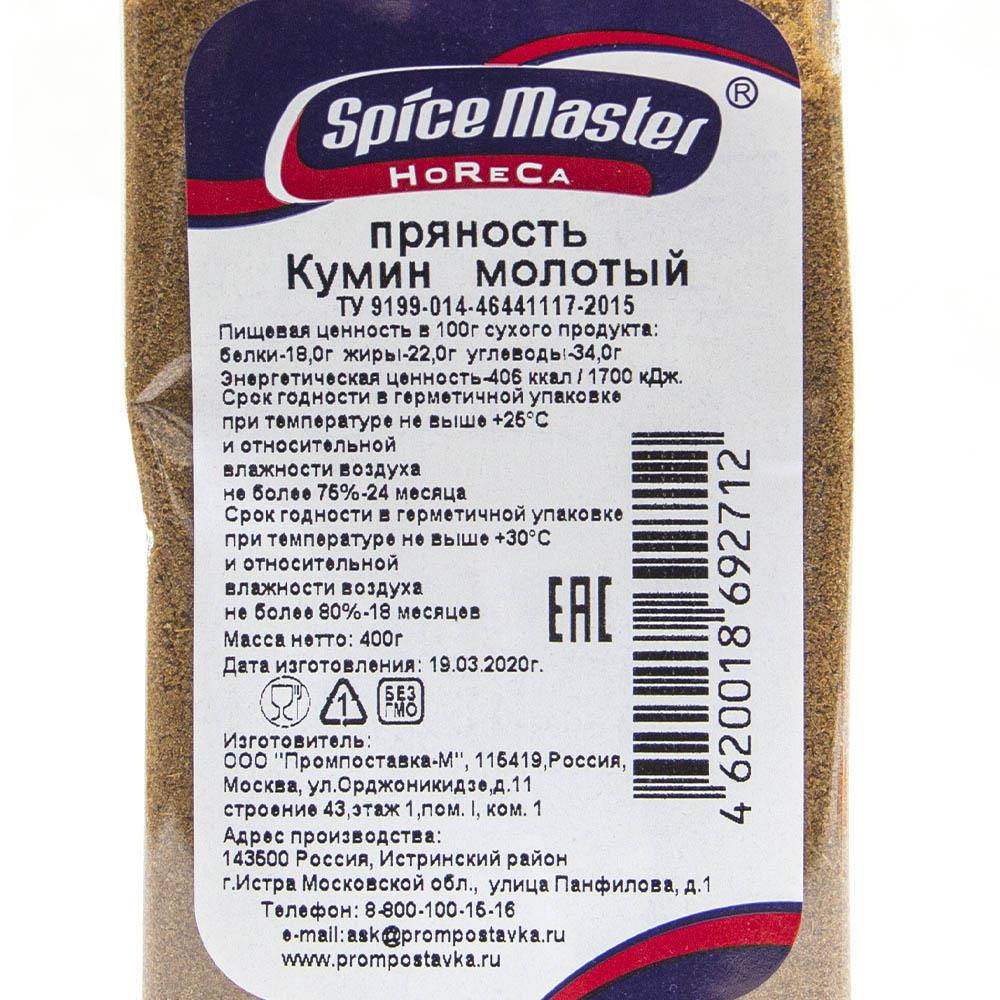 Spice Master ®
HoReCa
пряность
Кумин молотый
ТУ 9199-014-46441117-2015
Пищевая ценность в 100г сухого продукта:
белки-18,0г жиры-22,0г углеводы-34,0г
Энергетическая ценность-406 ккал / 1700 кДж.
Срок годности в герметичной упаковке
при температуре не выше +25°С
и относительной
влажности воздуха
не более 75%-24 месяца
Срок годности в герметичной упаковке
при температуре не выше +30°С
и относительной
влажности воздуха
не более 80%-18 месяцев
Масса нетто: 400г
Дата изготовления: 19.03.2020г.
EAC
4 620018 692712
1
БЕЗ
ГМО
Изготовитель:
ООО "Промпоставка-М", 115419,Россия,
Москва, ул.Орджоникидзе,д.11
строение 43,этаж 1,пом. I, ком. 1
Адрес производства:
143500 Россия, Истринский район
г.Истра Московской обл., улица Панфилова, д.1
Телефон: 8-800-100-15-16
e-mail:ask@prompostavka.ru
www.prompostavka.ru